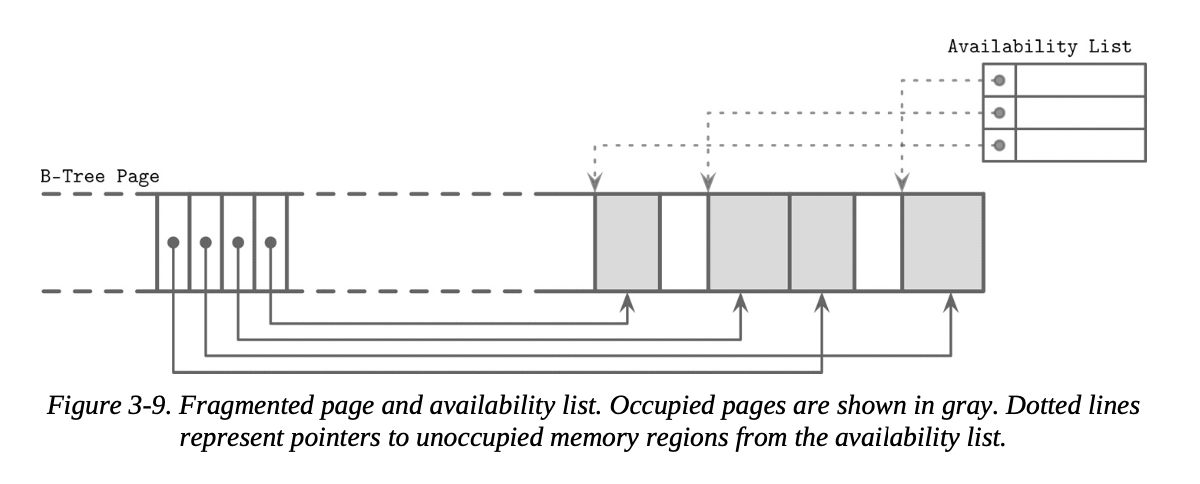 Availability List
B-Tree Page
Figure 3-9. Fragmented page and availability list. Occupied pages are shown in gray. Dotted lines
represent pointers to unoccupied memory regions from the availability list.